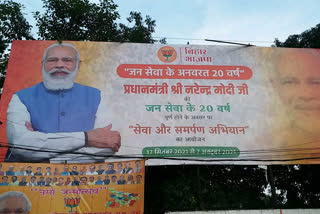 बिहार
भाजपा
"जन सेवा के अनवरत 20 वर्ष"
प्रधानमंत्री श्री नरेन्द्र मोदी जी
की
जन सेवा के 20 वर्ष
पूर्ण होने के अवसर पर
"सेवा और समर्पण अभियान"
का आयोजन
17 सितंबर 2021 से 7 अक्टूबर 2021